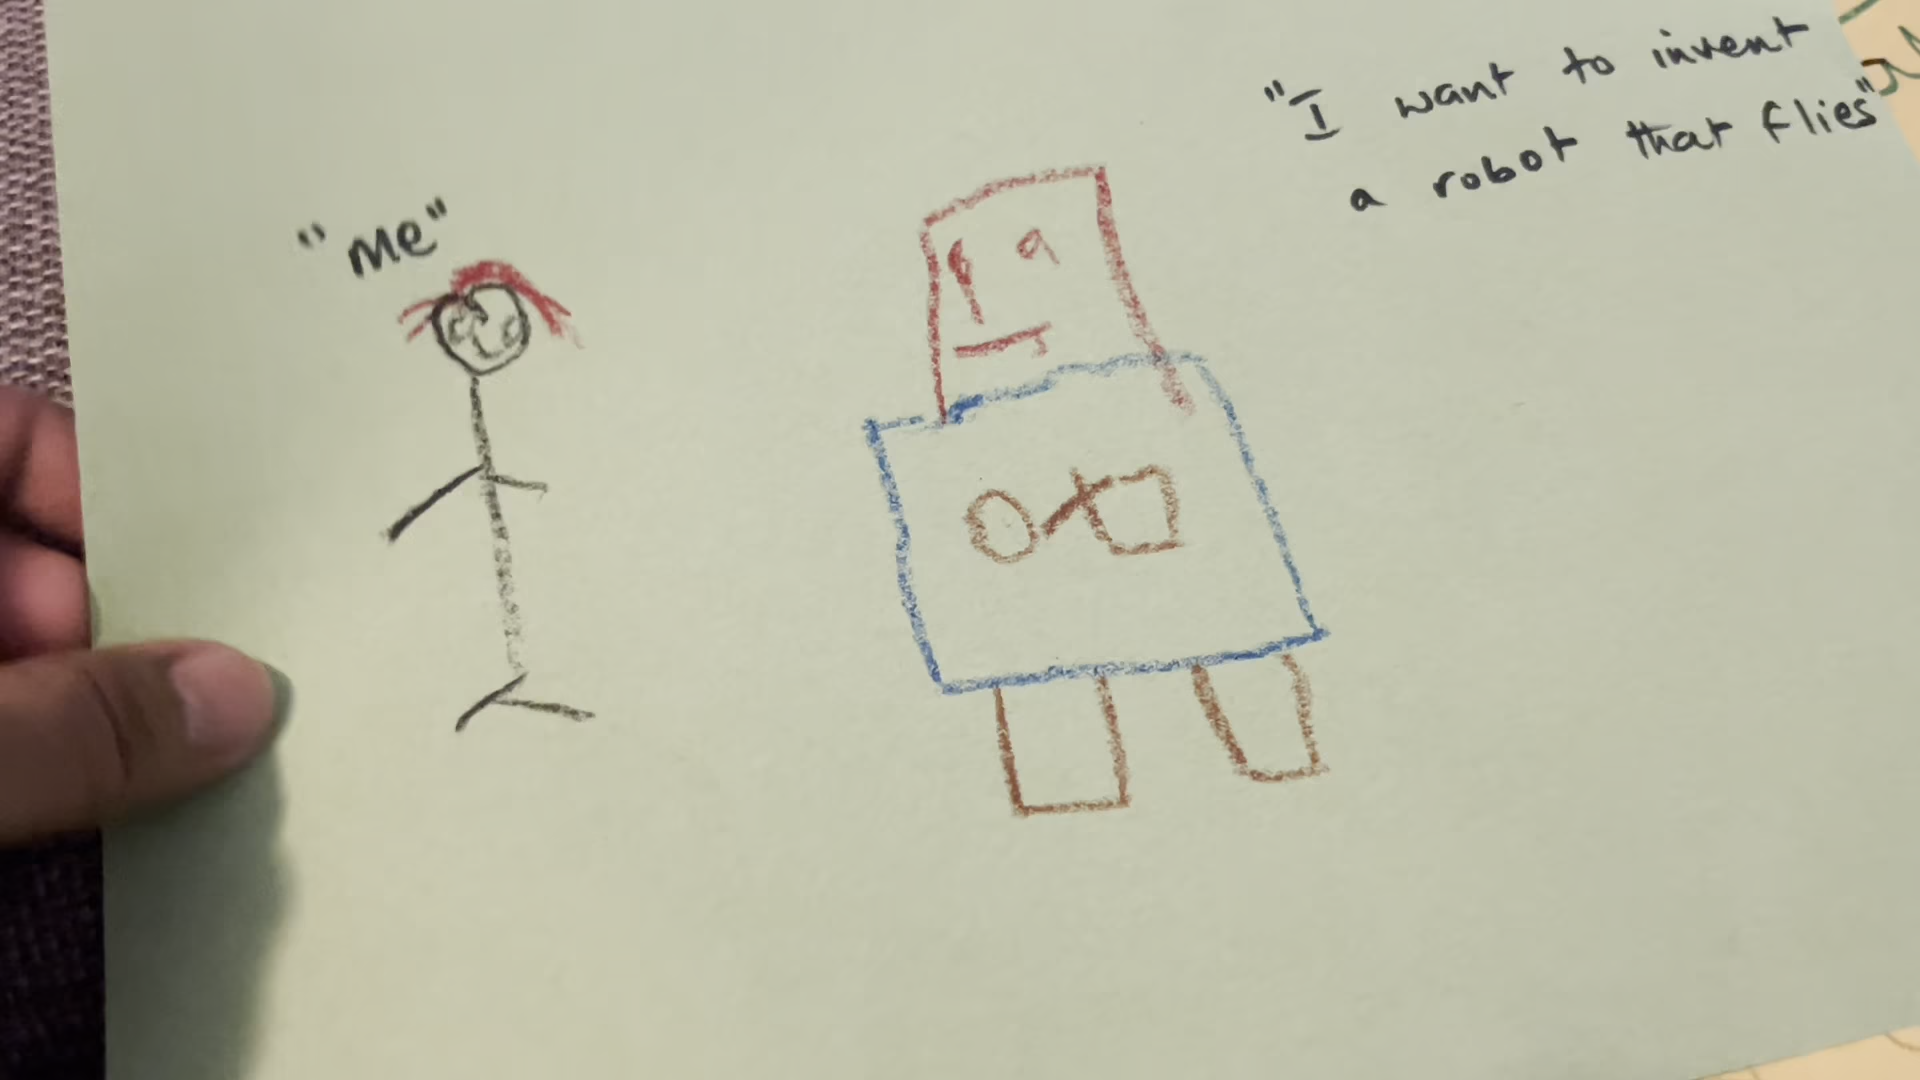 "Me"
"I want to invent
a robot that flies"